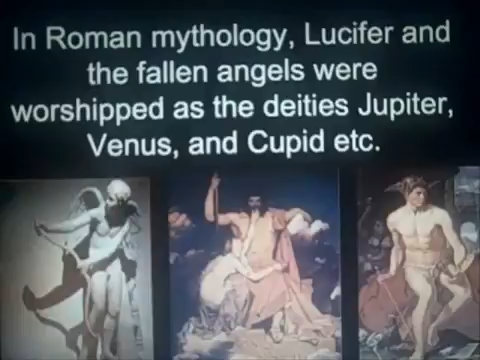 In Roman mythology, Lucifer and
the fallen angels were
worshipped as the deities Jupiter,
Venus, and Cupid etc.